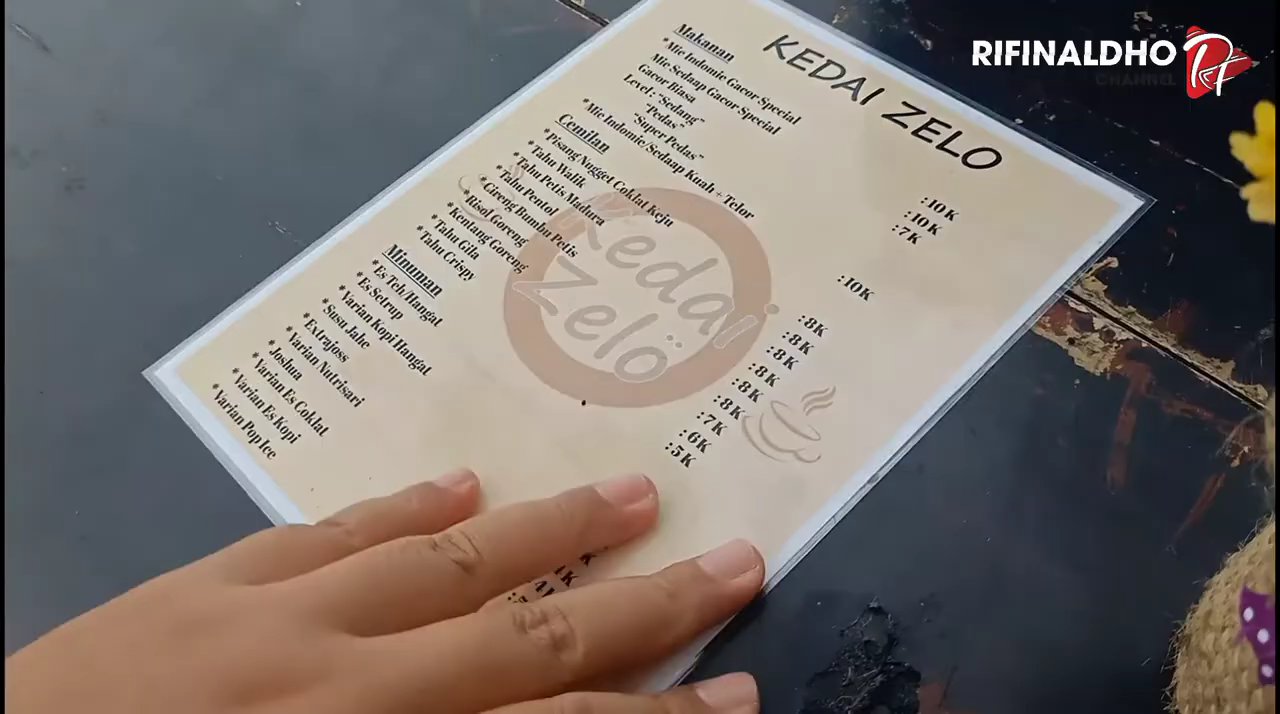 RIFINALDHO
CHANNEL
KEDAI ZELO
Makanan
*Mie Indomie Gacor Special :10K
Mie Sedaap Gacor Special :10K
Gacor Biasa :7K
Level : "Sedang"
"Pedas"
"Super Pedas"
*Mie Indomie/Sedaap Kuah + Telor :10K
Cemilan
*Pisang Nugget Coklat Keju :8K
*Tahu Walik :8K
*Tahu Petis Madura :8K
*Tahu Pentol :8K
*Cireng Bumbu Petis :8K
*Risol Goreng :8K
*Kentang Goreng :7K
*Tahu Gila :6K
*Tahu Crispy :5K
Minuman
*Es Teh/Hangat
*Es Setrup
*Varian Kopi Hangat
*Susu Jahe
*Extrajoss
*Varian Nutrisari
*Joshua
*Varian Es Coklat
*Varian Es Kopi
*Varian Pop Ice
Kedai
Zelo